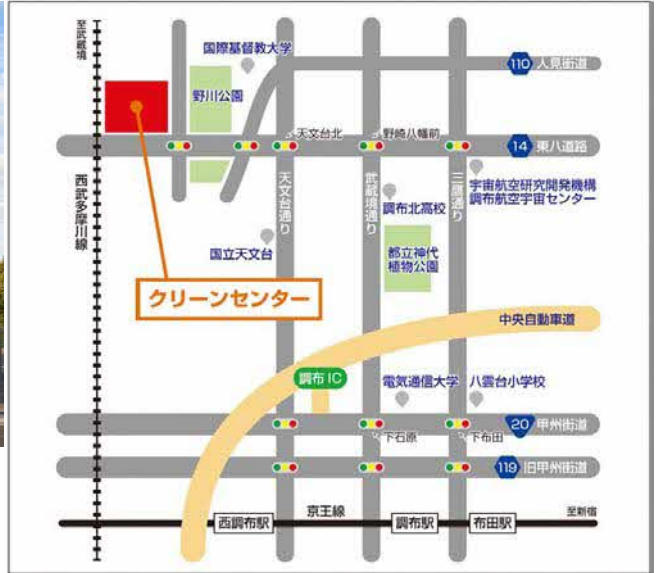 至武蔵境
国際基督教大学
110 人見街道
野川公園
天文台北
野崎八幡前
14 東八道路
西武多摩川線
天文台通り
武蔵境通り
三鷹通り
宇宙航空研究開発機構
調布航空宇宙センター
調布北高校
国立天文台
都立神代
植物公園
クリーンセンター
中央自動車道
調布IC
電気通信大学
八雲台小学校
20 甲州街道
下石原
下布田
119 旧甲州街道
西調布駅
京王線
調布駅
布田駅
至新宿